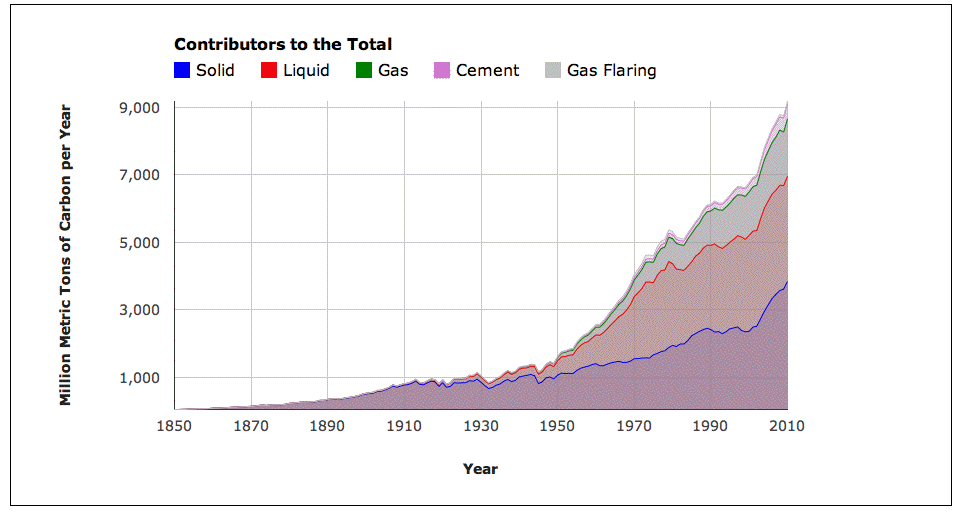 Contributors to the Total
Solid Liquid Gas Cement Gas Flaring
Million Metric Tons of Carbon per Year
9,000
7,000
5,000
3,000
1,000
1850 1870 1890 1910 1930 1950 1970 1990 2010
Year